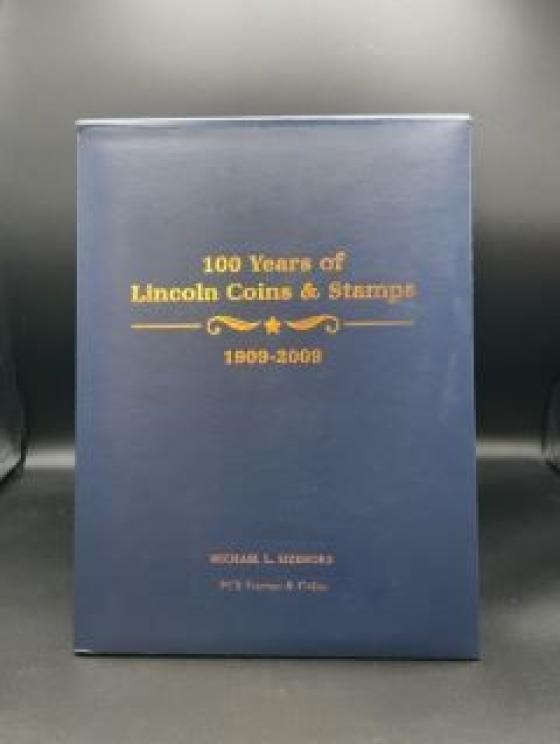 100 Years of
Lincoln Coins & Stamps
1909-2009
MICHAEL L.
PCS Stamps & Coins